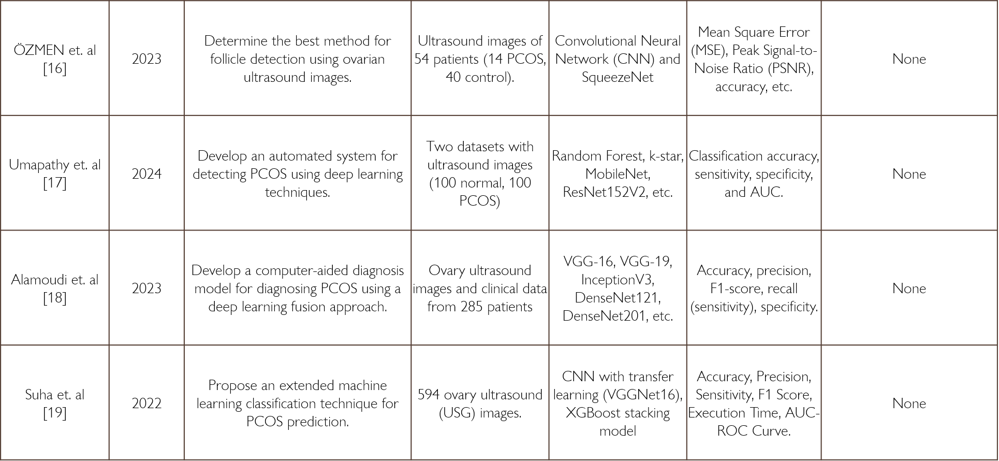 ÖZMEN et. al
[16]
2023
Determine the best method for
follicle detection using ovarian
ultrasound images.
Ultrasound images of
54 patients (14 PCOS,
40 control).
Convolutional Neural
Network (CNN) and
SqueezeNet
Mean Square Error
(MSE), Peak Signal-to-
Noise Ratio (PSNR),
accuracy, etc.
None
Umapathy et. al
[17]
2024
Develop an automated system for
detecting PCOS using deep learning
techniques.
Two datasets with
ultrasound images
(100 normal, 100
PCOS)
Random Forest, k-star,
MobileNet,
ResNet152V2, etc.
Classification accuracy,
sensitivity, specificity,
and AUC.
None
Alamoudi et. al
[18]
2023
Develop a computer-aided diagnosis
model for diagnosing PCOS using a
deep learning fusion approach.
Ovary ultrasound
images and clinical data
from 285 patients
VGG-16, VGG-19,
InceptionV3,
DenseNet121,
DenseNet201, etc.
Accuracy, precision,
F1-score, recall
(sensitivity), specificity.
None
Suha et. al
[19]
2022
Propose an extended machine
learning classification technique for
PCOS prediction.
594 ovary ultrasound
(USG) images.
CNN with transfer
learning (VGGNet16),
XGBoost stacking
model
Accuracy, Precision,
Sensitivity, F1 Score,
Execution Time, AUC-
ROC Curve.
None